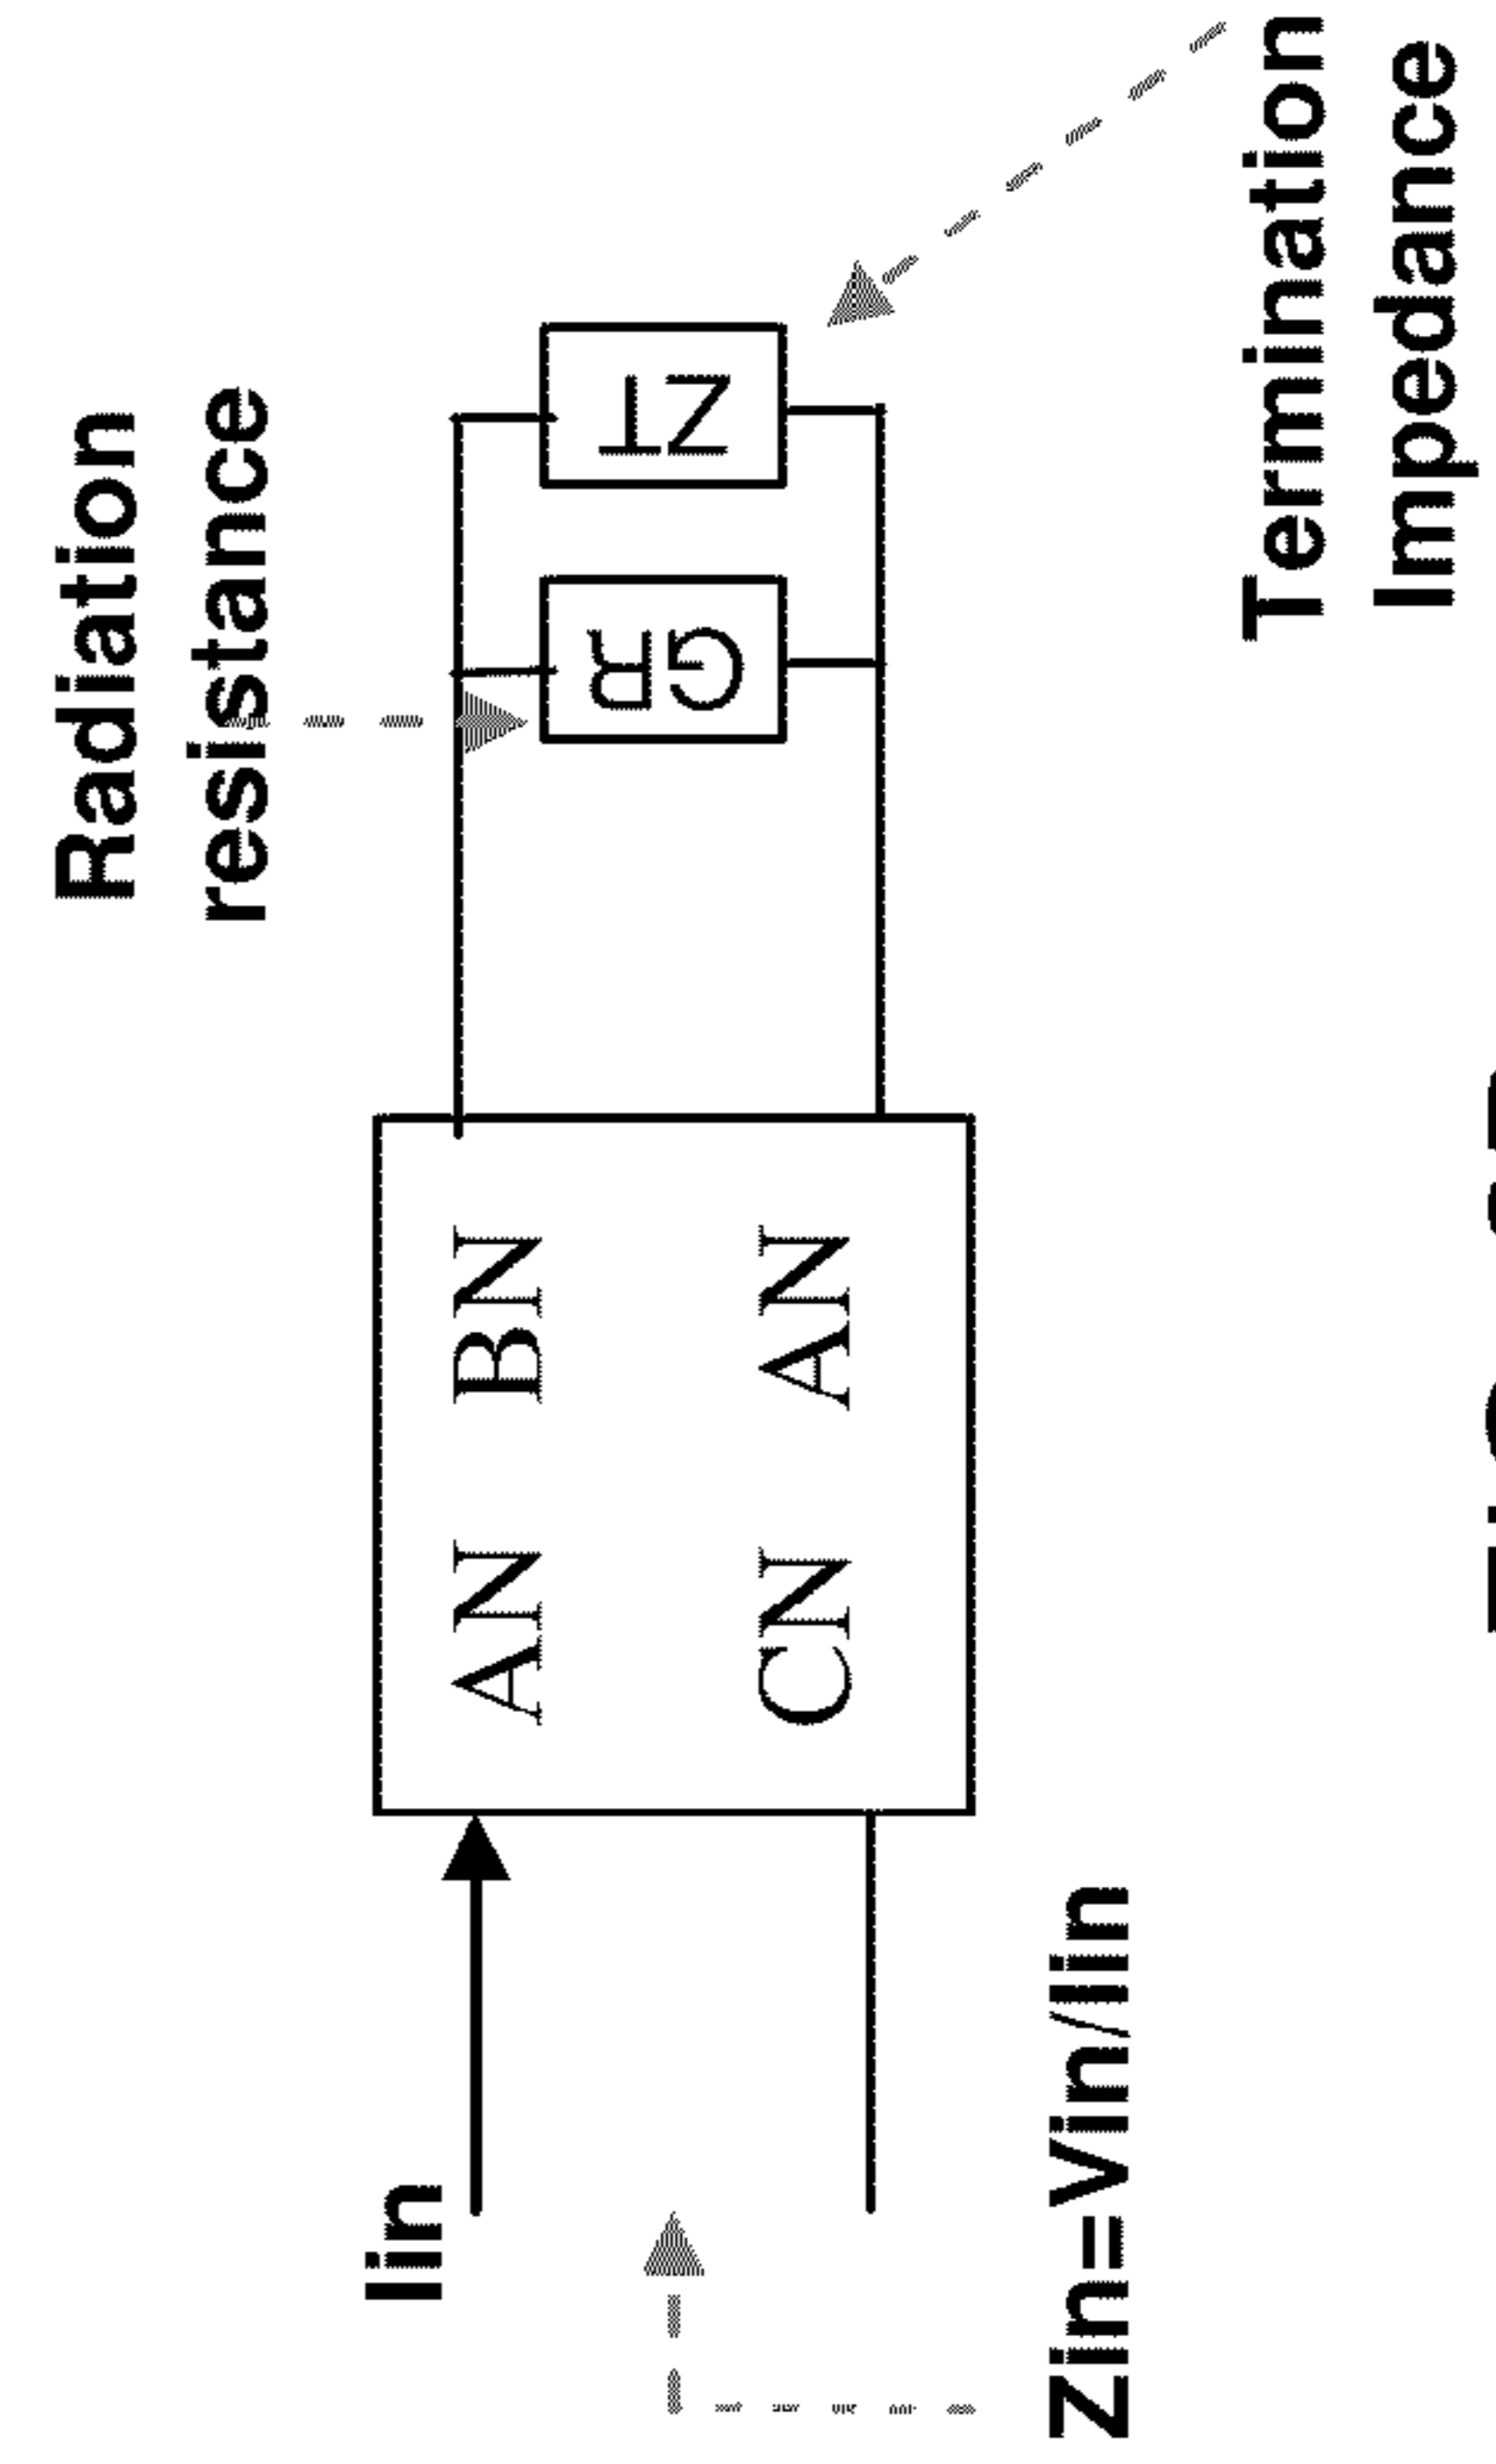 Radiation
resistance
Iin
AN BN
CN AN
GR
ZT
Zin=Vin/Iin
Termination
Impedance